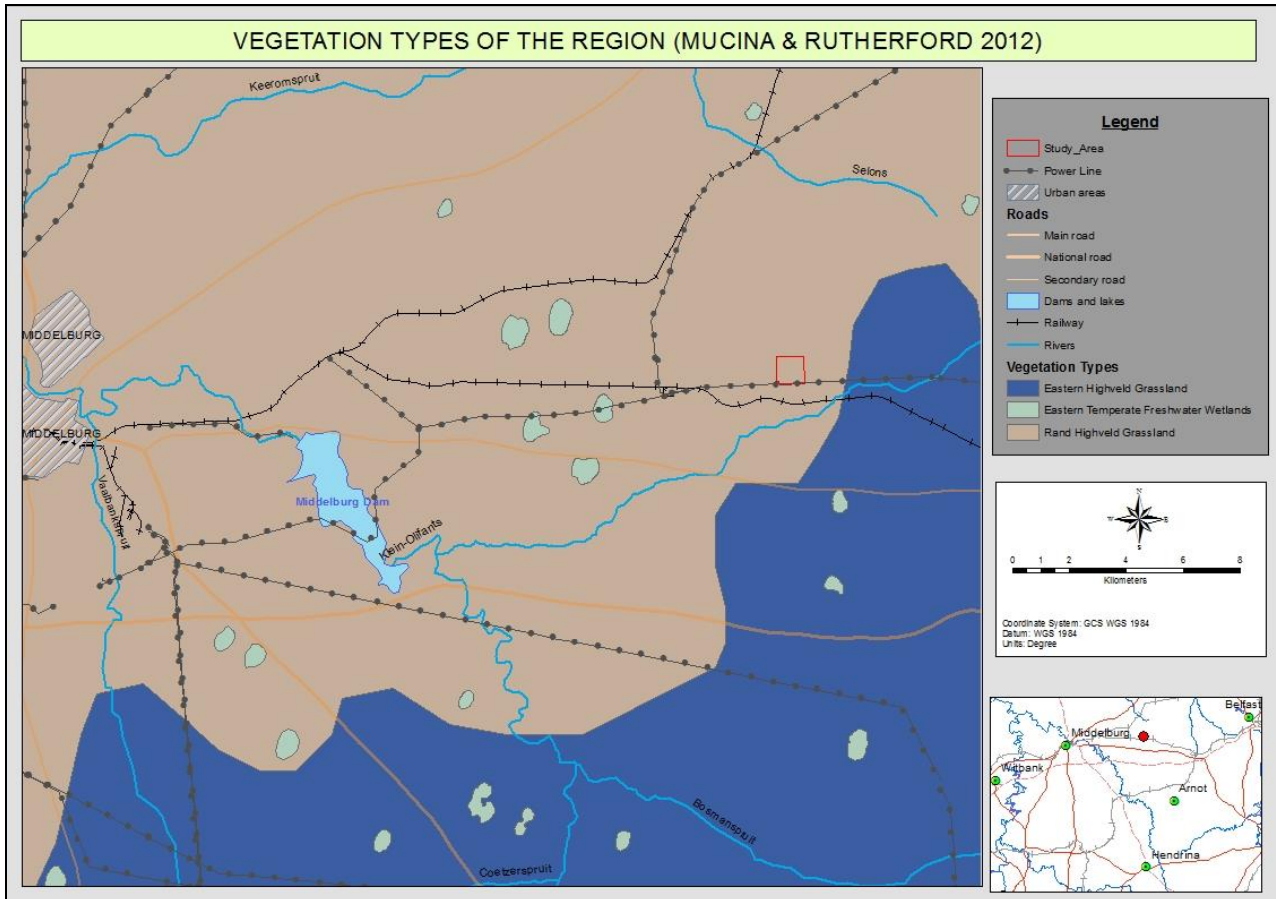 VEGETATION TYPES OF THE REGION (MUCINA & RUTHERFORD 2012)
Keeromspruit
Selons
MIDDELBURG
MIDDELBURG
Vaalbankspruit
Middelburg Dam
Klein-Olifants
Bosmanspruit
Coetzerspruit
Legend
Study_Area
Power Line
Urban areas
Roads
Main road
National road
Secondary road
Dams and lakes
Railway
Rivers
Vegetation Types
Eastern Highveld Grassland
Eastern Temperate Freshwater Wetlands
Rand Highveld Grassland
N
W E
S
0 1 2 4 6 8
Kilometers
Coordinate System: GCS WGS 1984
Datum: WGS 1984
Units: Degree
Belfast
Middelburg
Witbank
Arnot
Hendrina